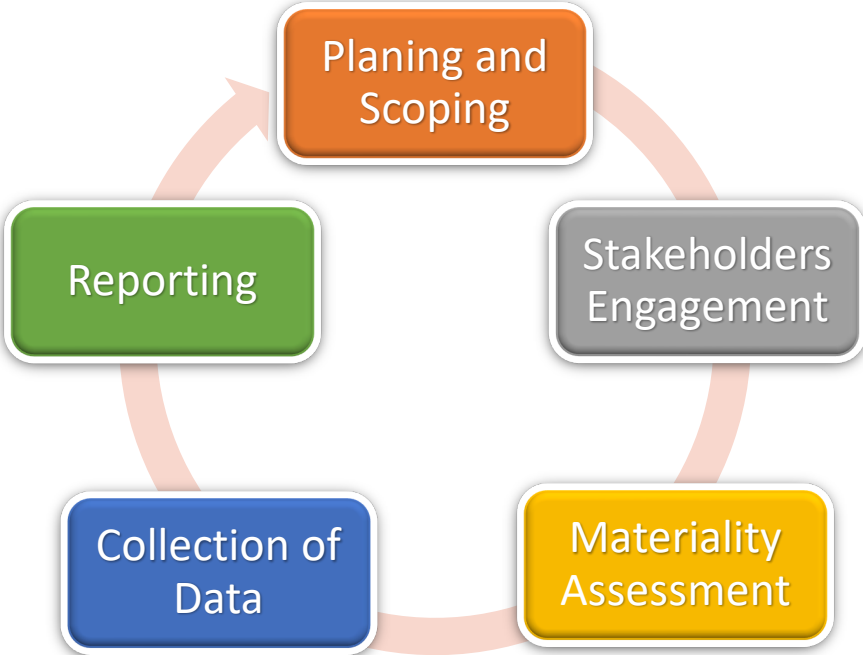 Planing and
Scoping
Stakeholders
Engagement
Materiality
Assessment
Collection of
Data
Reporting